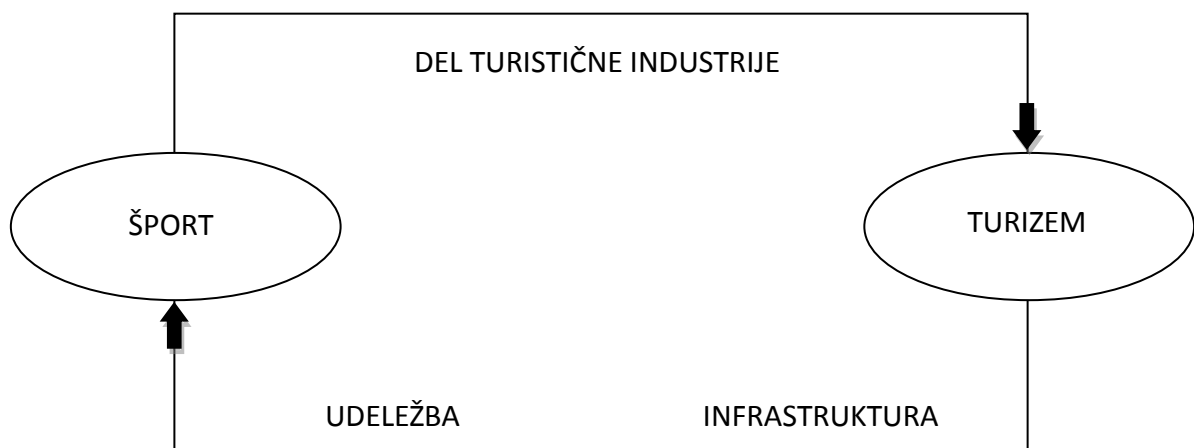 DEL TURISTIČNE INDUSTRIJE
ŠPORT
TURIZEM
UDELEŽBA
INFRASTRUKTURA